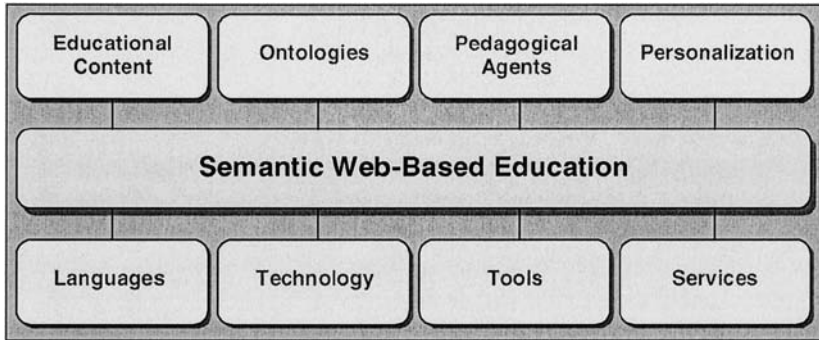 Educational
Content
Ontologies
Pedagogical
Agents
Personalization
Semantic Web-Based Education
Languages
Technology
Tools
Services